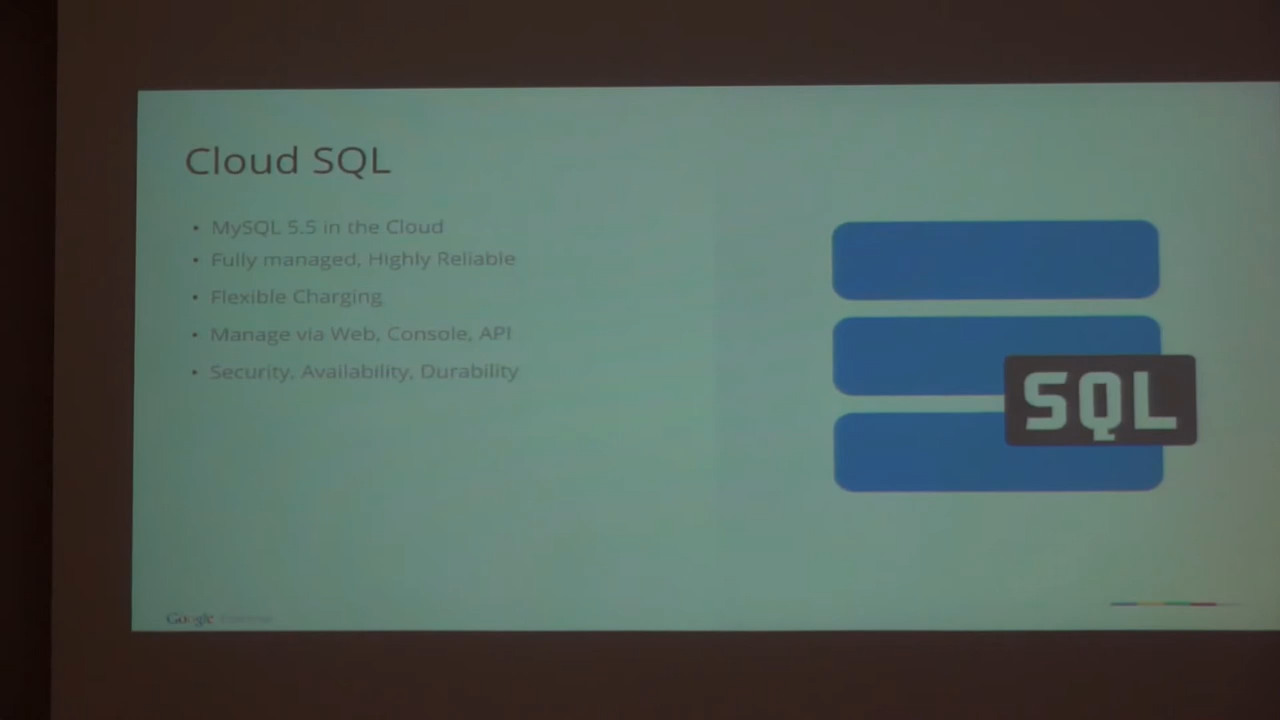 Cloud SQL
• MySQL 5.5 in the Cloud
• Fully managed, Highly Reliable
• Flexible Charging
• Manage via Web, Console, API
• Security, Availability, Durability
SQL
Google